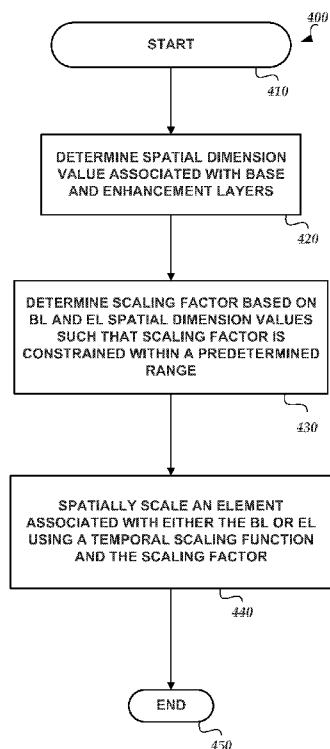 400
START
410
DETERMINE SPATIAL DIMENSION
VALUE ASSOCIATED WITH BASE
AND ENHANCEMENT LAYERS
420
DETERMINE SCALING FACTOR BASED ON
BL AND EL SPATIAL DIMENSION VALUES
SUCH THAT SCALING FACTOR IS
CONSTRAINED WITHIN A PREDETERMINED
RANGE
430
SPATIALLY SCALE AN ELEMENT
ASSOCIATED WITH EITHER THE BL OR EL
USING A TEMPORAL SCALING FUNCTION
AND THE SCALING FACTOR
440
END
450